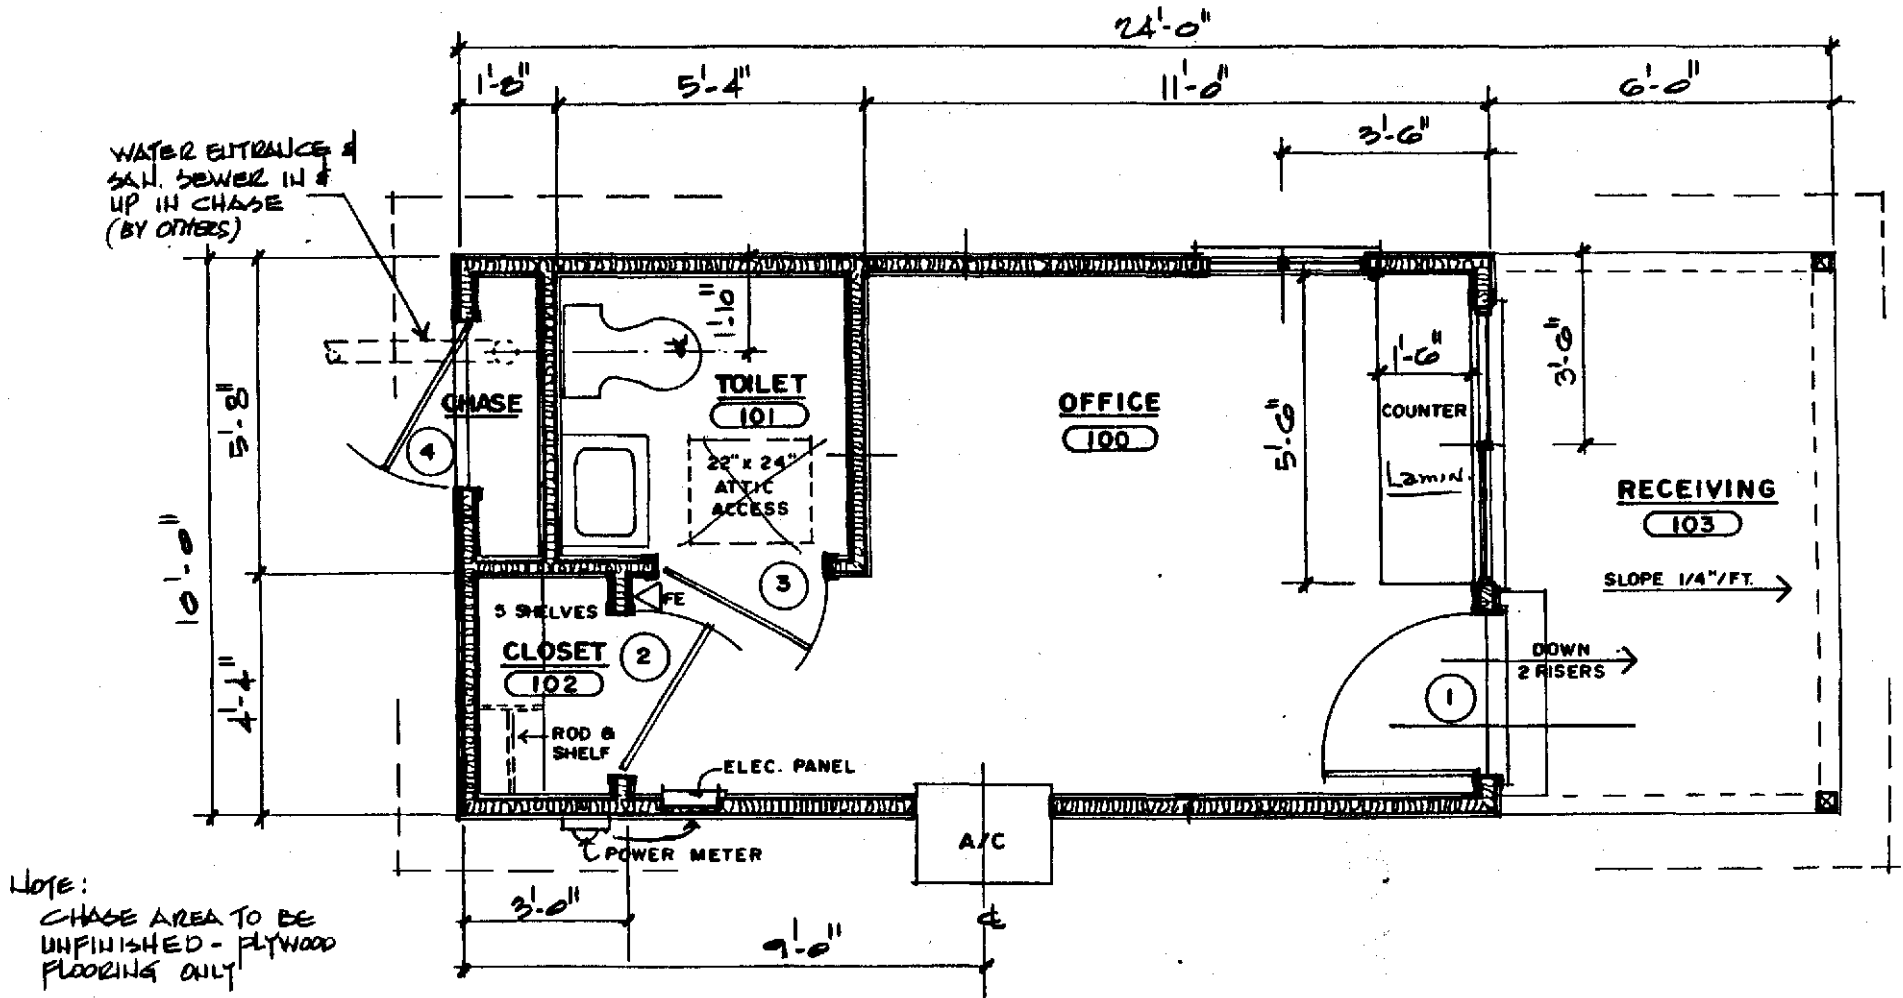 24'-0"
1'-8"
5'-4"
11'-0"
6'-0"
3'-6"
WATER ENTRANCE &
SAN. SEWER IN &
UP IN CHASE
(BY OTHERS)
1'-10"
10'-0"
5'-8"
4'-4"
CHASE
4
TOILET
101
22" x 24"
ATTIC
ACCESS
3
OFFICE
100
5'-6"
1'-6"
COUNTER
Lamin.
3'-6"
RECEIVING
103
SLOPE 1/4"/FT.
FE
5 SHELVES
CLOSET
102
2
ROD &
SHELF
DOWN
2 RISERS
1
ELEC. PANEL
POWER METER
A/C
℄
3'-0"
9'-0"
NOTE:
CHASE AREA TO BE
UNFINISHED - PLYWOOD
FLOORING ONLY